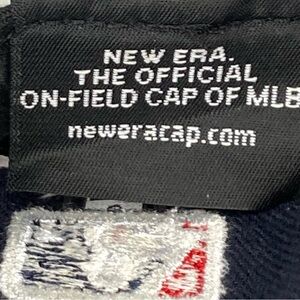 NEW ERA.
THE OFFICIAL
ON-FIELD CAP OF MLB
neweracap.com